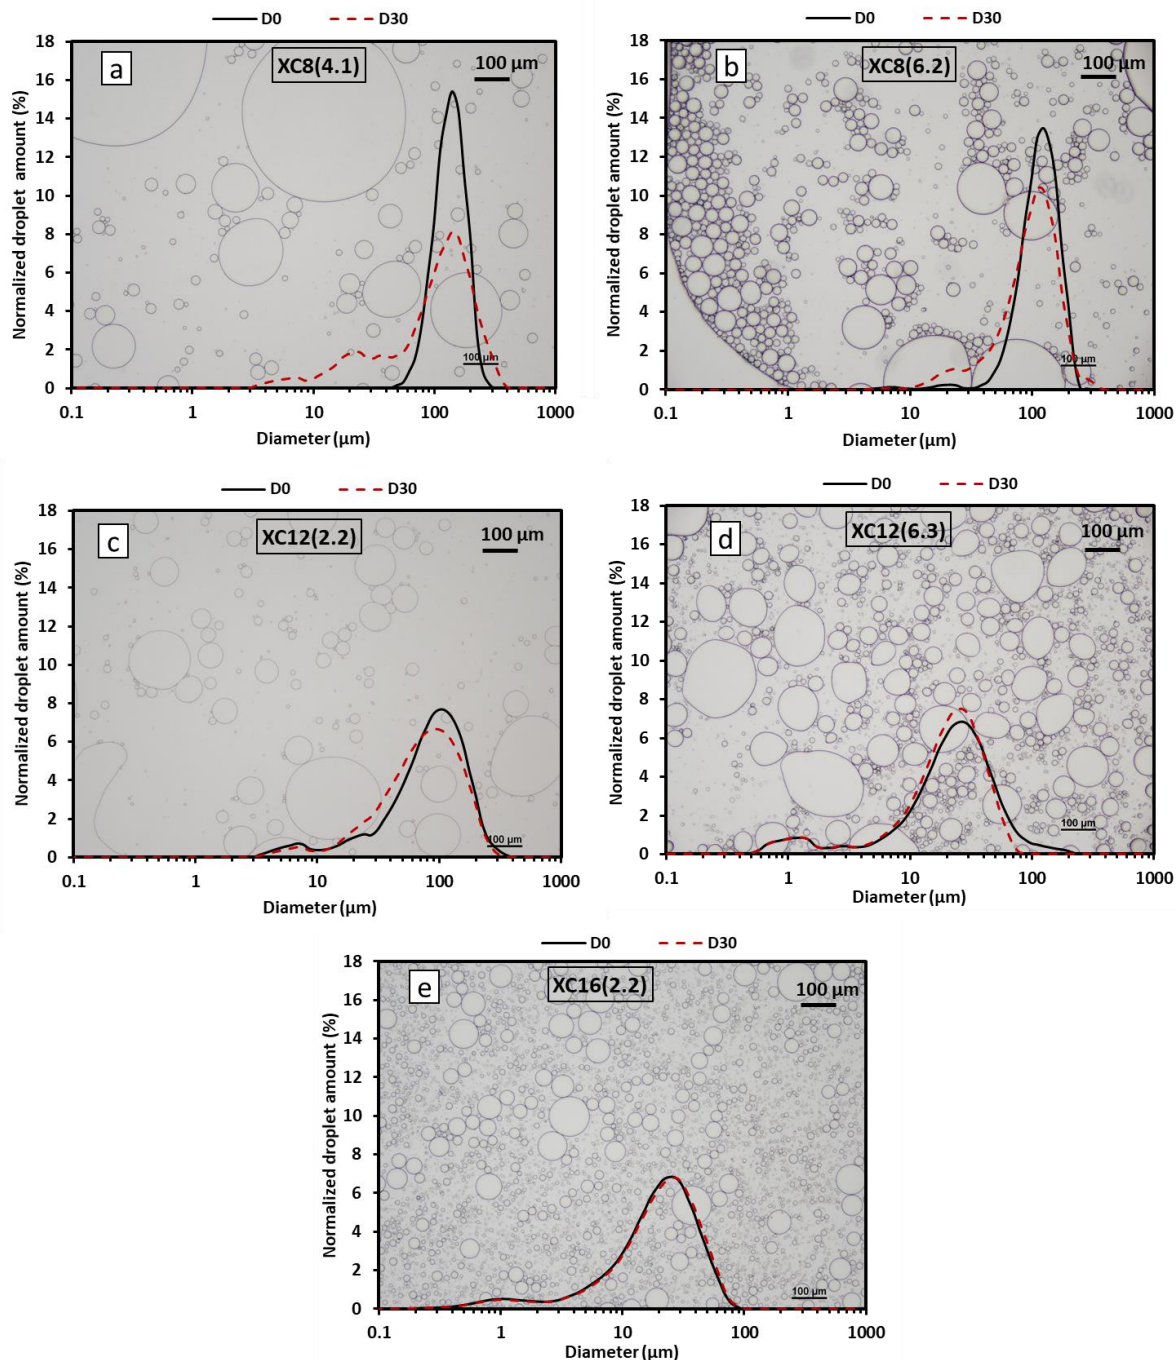 D0 D30
a XC8(4.1) 100 μm
18
16
14
12
10
8
6
4
2
0
Normalized droplet amount (%)
100 μm
0.1 1 10 100 1000
Diameter (μm)
D0 D30
b XC8(6.2) 100 μm
18
16
14
12
10
8
6
4
2
0
Normalized droplet amount (%)
100 μm
0.1 1 10 100 1000
Diameter (μm)
D0 D30
c XC12(2.2) 100 μm
18
16
14
12
10
8
6
4
2
0
Normalized droplet amount (%)
100 μm
0.1 1 10 100 1000
Diameter (μm)
D0 D30
d XC12(6.3) 100 μm
18
16
14
12
10
8
6
4
2
0
Normalized droplet amount (%)
100 μm
0.1 1 10 100 1000
Diameter (μm)
D0 D30
e XC16(2.2) 100 μm
18
16
14
12
10
8
6
4
2
0
Normalized droplet amount (%)
100 μm
0.1 1 10 100 1000
Diameter (μm)